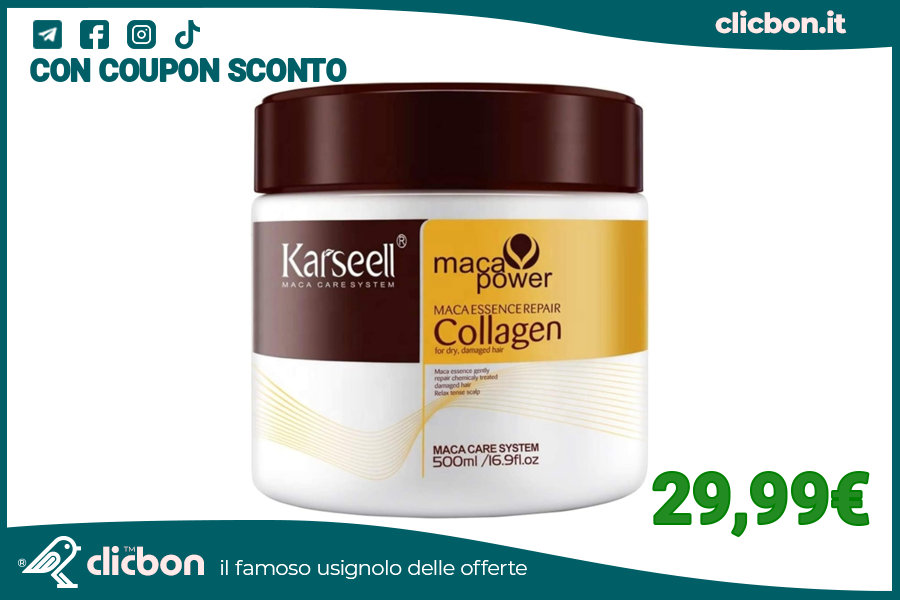 clicbon.it
CON COUPON SCONTO
Karseell®
MACA CARE SYSTEM
maca
power
MACA ESSENCE REPAIR
Collagen
for dry, damaged hair
Maca essence gently
repair chemicaly treated
damaged hair
Relax tense scalp
MACA CARE SYSTEM
500ml /16.9fl.oz
29,99€
® clicbon™ il famoso usignolo delle offerte